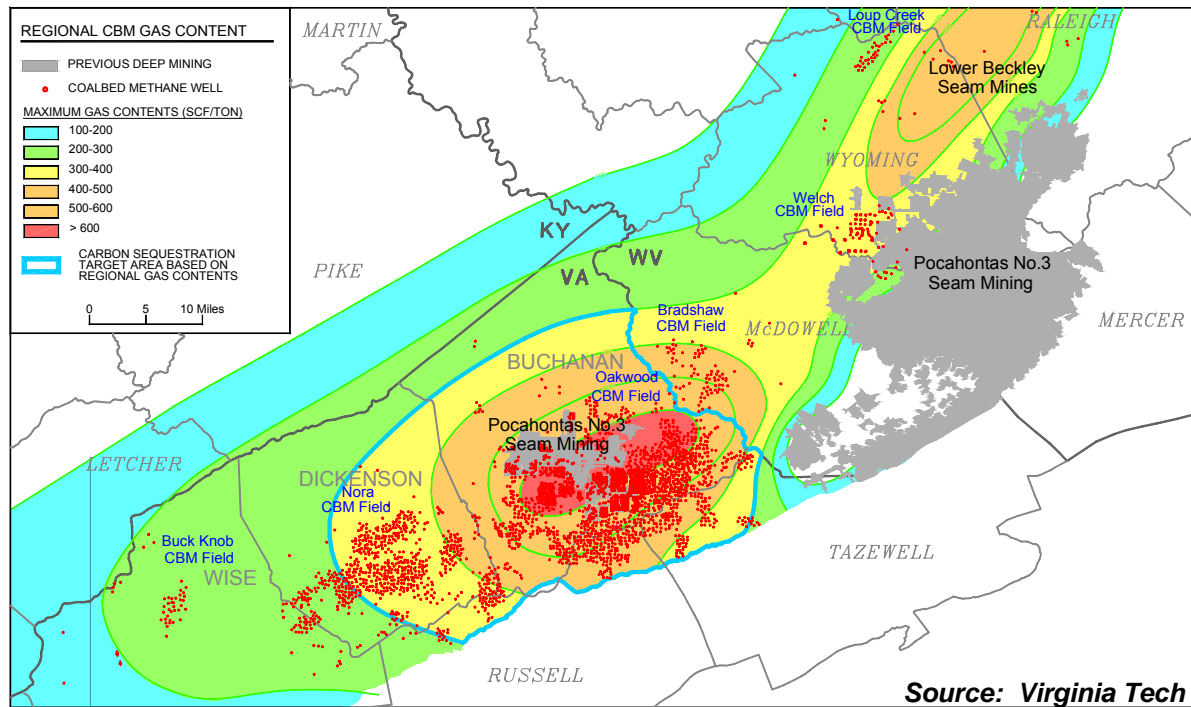 REGIONAL CBM GAS CONTENT
PREVIOUS DEEP MINING
COALBED METHANE WELL
MAXIMUM GAS CONTENTS (SCF/TON)
100-200
200-300
300-400
400-500
500-600
> 600
CARBON SEQUESTRATION
TARGET AREA BASED ON
REGIONAL GAS CONTENTS
0 5 10 Miles
MARTIN
Loup Creek
CBM Field
RALEIGH
Lower Beckley
Seam Mines
WYOMING
Welch
CBM Field
KY
WV
VA
PIKE
Pocahontas No.3
Seam Mining
MERCER
Bradshaw
CBM Field
McDOWELL
BUCHANAN
Oakwood
CBM Field
Pocahontas No.3
Seam Mining
LETCHER
DICKENSON
Nora
CBM Field
Buck Knob
CBM Field
WISE
TAZEWELL
RUSSELL
Source: Virginia Tech